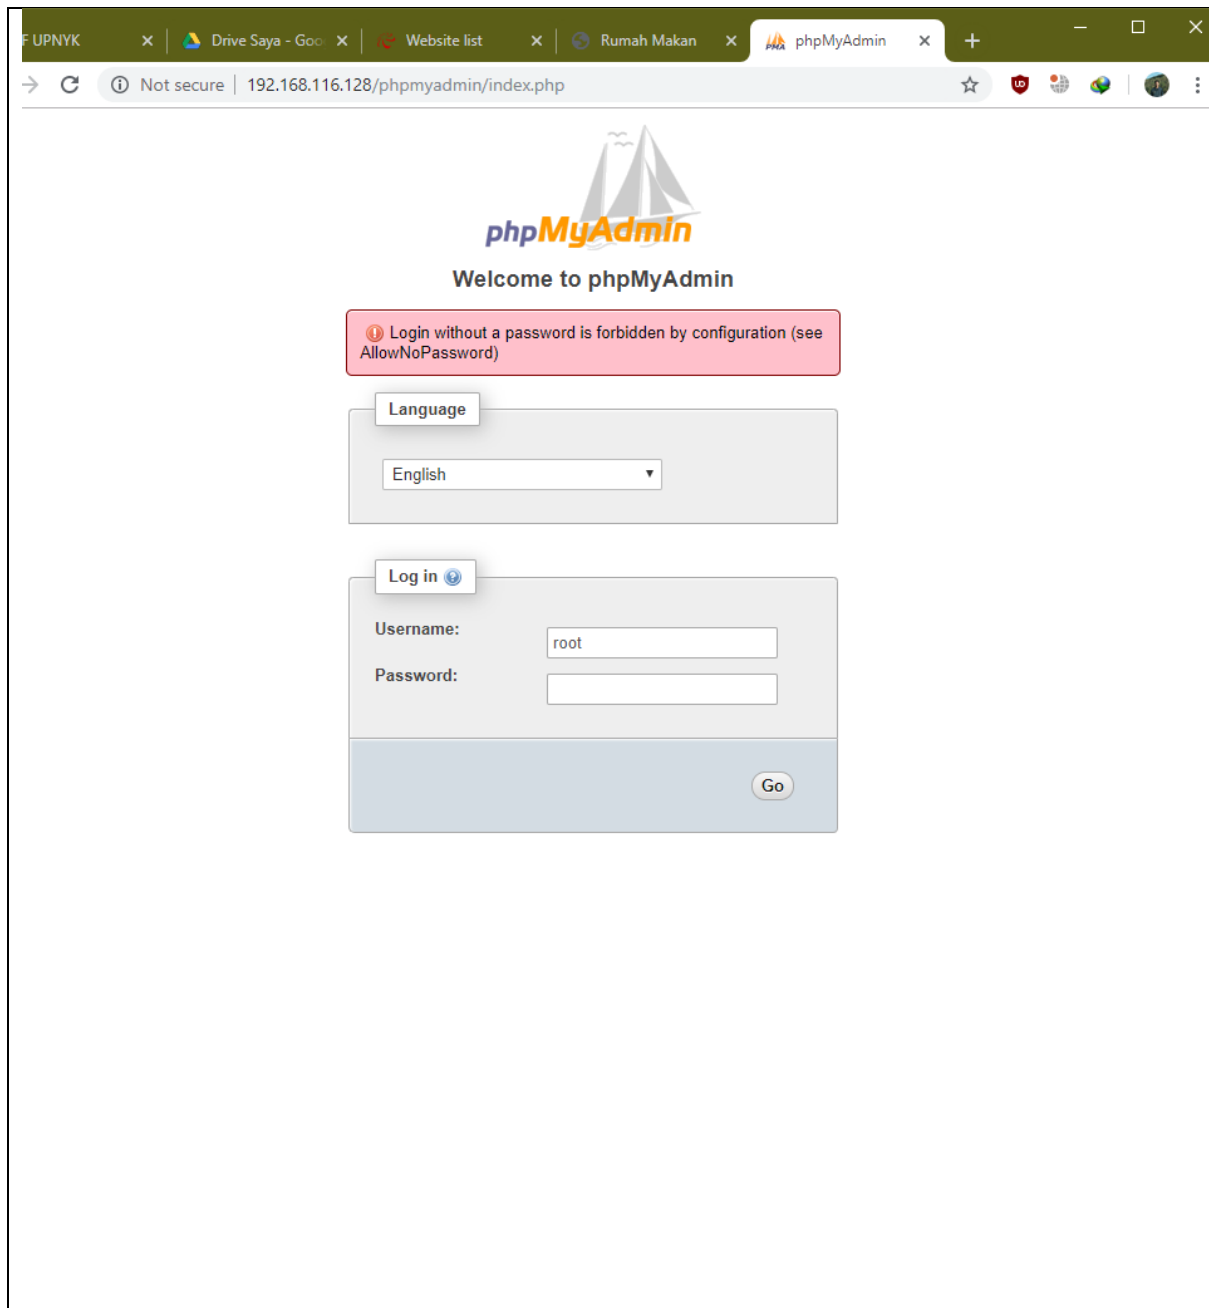 F UPNYK
Drive Saya - Goo
Website list
Rumah Makan
phpMyAdmin
Not secure | 192.168.116.128/phpmyadmin/index.php
phpMyAdmin
Welcome to phpMyAdmin
Login without a password is forbidden by configuration (see
AllowNoPassword)
Language
English
Log in
Username:
root
Password:
Go